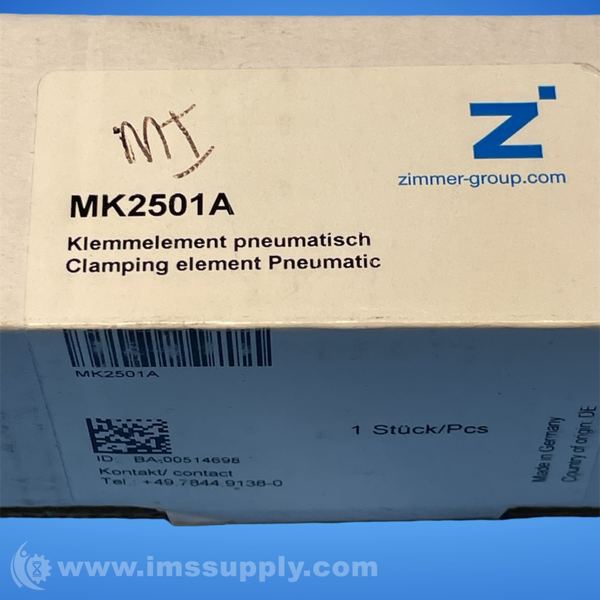 MI
Z
zimmer-group.com
MK2501A
Klemmelement pneumatisch
Clamping element Pneumatic
MK2501A
1 Stück/Pcs
ID: BA-00514698
Kontakt/ contact
Tel.: +49 7844 9138-0
Made in Germany
Country of origin: DE
www.imssupply.com